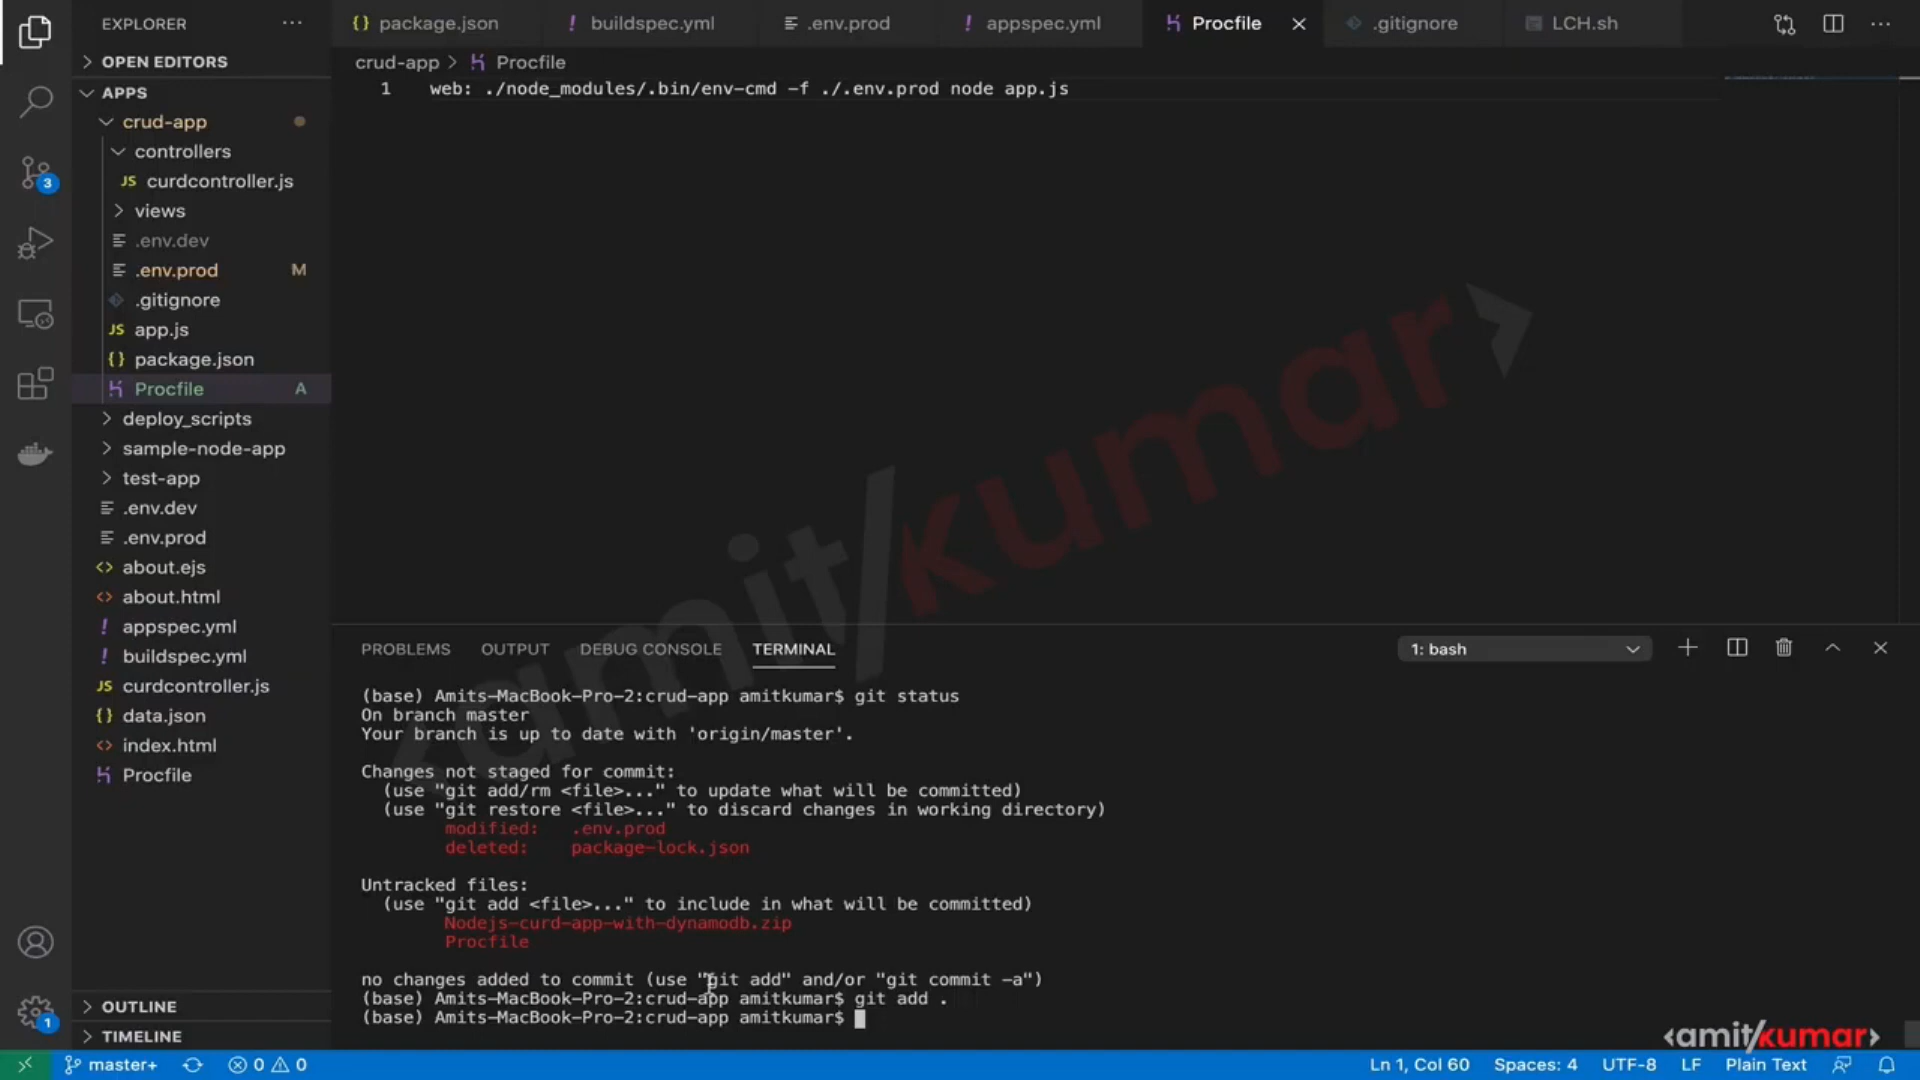 EXPLORER
OPEN EDITORS
APPS
crud-app
controllers
JS curdcontroller.js
views
.env.dev
.env.prod M
.gitignore
JS app.js
{} package.json
Procfile A
deploy_scripts
sample-node-app
test-app
.env.dev
.env.prod
<> about.ejs
<> about.html
! appspec.yml
! buildspec.yml
JS curdcontroller.js
{} data.json
<> index.html
Procfile
OUTLINE
TIMELINE
3
1
{} package.json
! buildspec.yml
.env.prod
! appspec.yml
Procfile
.gitignore
LCH.sh
crud-app > Procfile
1 web: ./node_modules/.bin/env-cmd -f ./.env.prod node app.js
<amit/kumar>
PROBLEMS OUTPUT DEBUG CONSOLE TERMINAL
1: bash
(base) Amits-MacBook-Pro-2:crud-app amitkumar$ git status
On branch master
Your branch is up to date with 'origin/master'.
Changes not staged for commit:
(use "git add/rm <file>..." to update what will be committed)
(use "git restore <file>..." to discard changes in working directory)
modified: .env.prod
deleted: package-lock.json
Untracked files:
(use "git add <file>..." to include in what will be committed)
Nodejs-curd-app-with-dynamodb.zip
Procfile
no changes added to commit (use "git add" and/or "git commit -a")
(base) Amits-MacBook-Pro-2:crud-app amitkumar$ git add .
(base) Amits-MacBook-Pro-2:crud-app amitkumar$
<amit/kumar>
master+ 0 0
Ln 1, Col 60 Spaces: 4 UTF-8 LF Plain Text